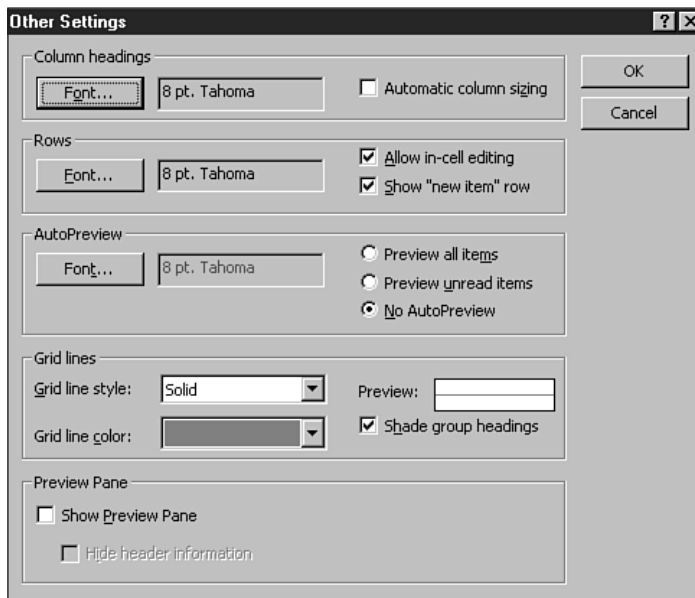 Other Settings
Column headings
Font...
8 pt. Tahoma
Automatic column sizing
OK
Cancel
Rows
Font...
8 pt. Tahoma
Allow in-cell editing
Show "new item" row
AutoPreview
Font...
8 pt. Tahoma
Preview all items
Preview unread items
No AutoPreview
Grid lines
Grid line style:
Solid
Preview:
Grid line color:
Shade group headings
Preview Pane
Show Preview Pane
Hide header information